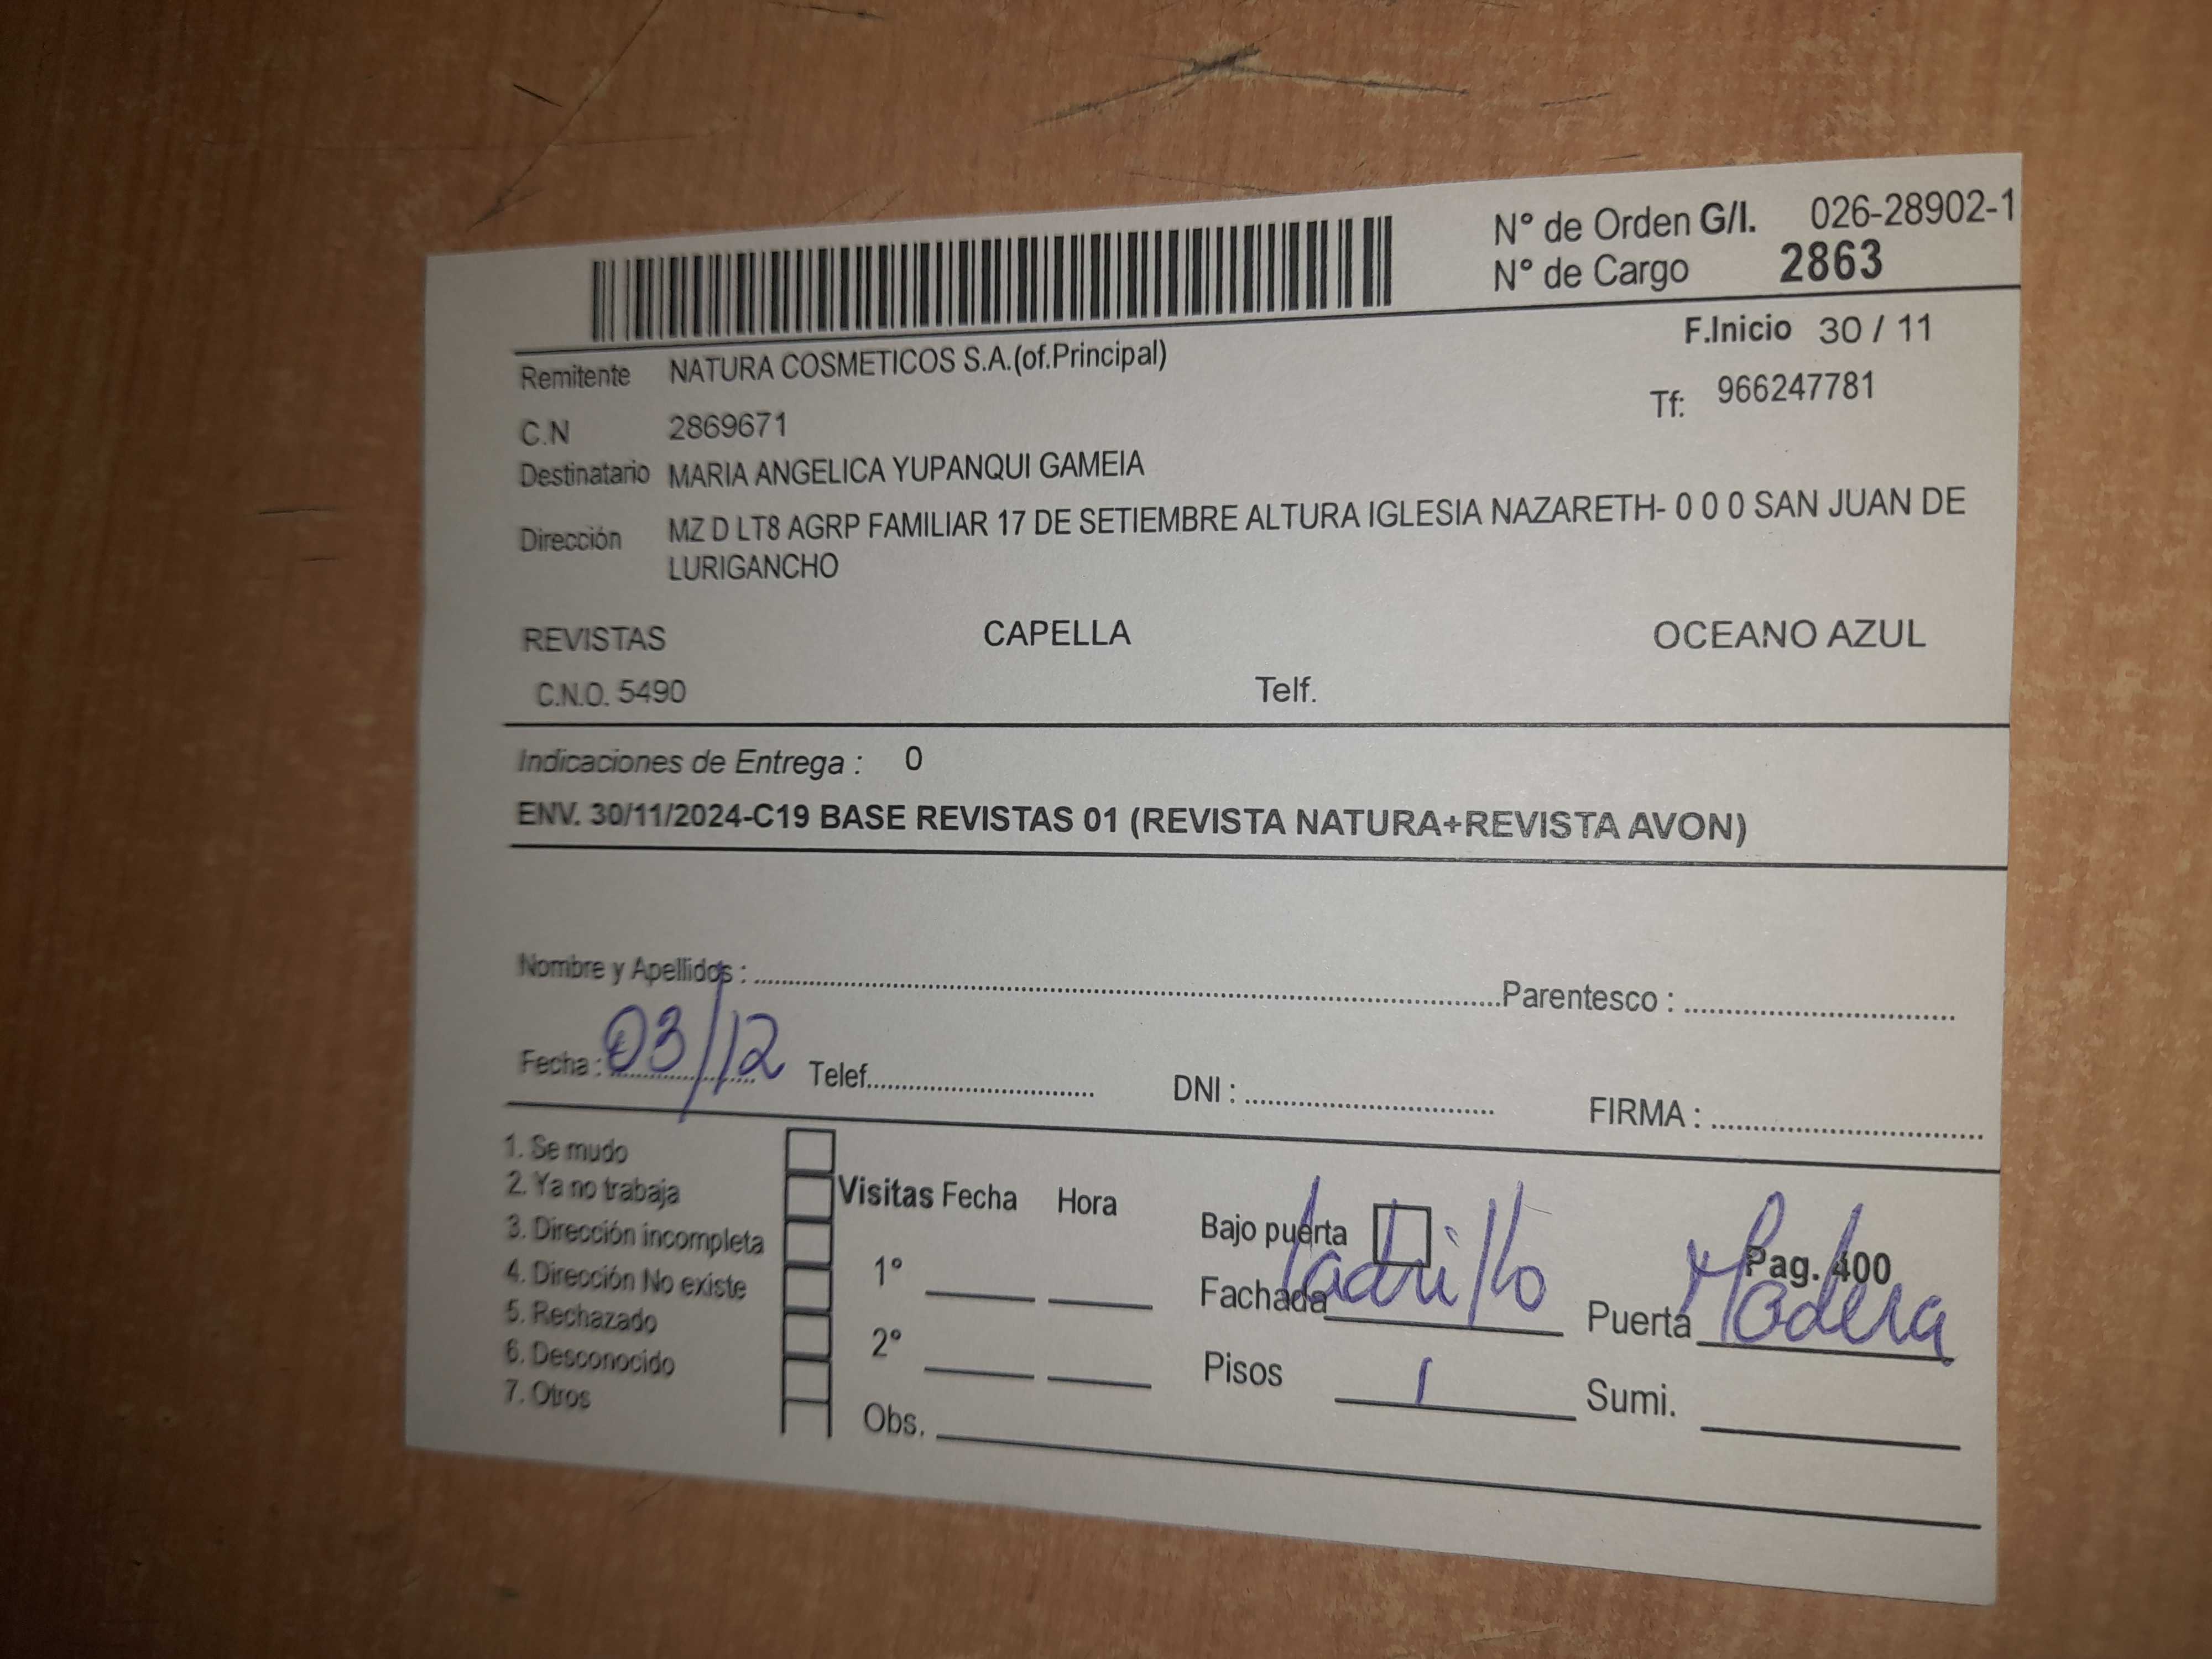 N° de Orden G/I. 026-28902-1
N° de Cargo 2863
F.Inicio 30 / 11
Remitente NATURA COSMETICOS S.A.(of.Principal)
Tf: 966247781
C.N 2869671
Destinatario MARIA ANGELICA YUPANQUI GAMEIA
Dirección MZ D LT8 AGRP FAMILIAR 17 DE SETIEMBRE ALTURA IGLESIA NAZARETH- 0 0 0 SAN JUAN DE
LURIGANCHO
REVISTAS CAPELLA OCEANO AZUL
C.N.O. 5490 Telf.
Indicaciones de Entrega : 0
ENV. 30/11/2024-C19 BASE REVISTAS 01 (REVISTA NATURA+REVISTA AVON)
Nombre y Apellidos : Parentesco :
Fecha : 03/12 Telef. DNI : FIRMA :
1. Se mudo
2. Ya no trabaja
3. Dirección incompleta
4. Dirección No existe
5. Rechazado
6. Desconocido
7. Otros
Visitas Fecha Hora
1°
2°
Obs.
Bajo puerta
Pag. 400
Fachada ladrillo Puerta Madera
Pisos 1 Sumi.